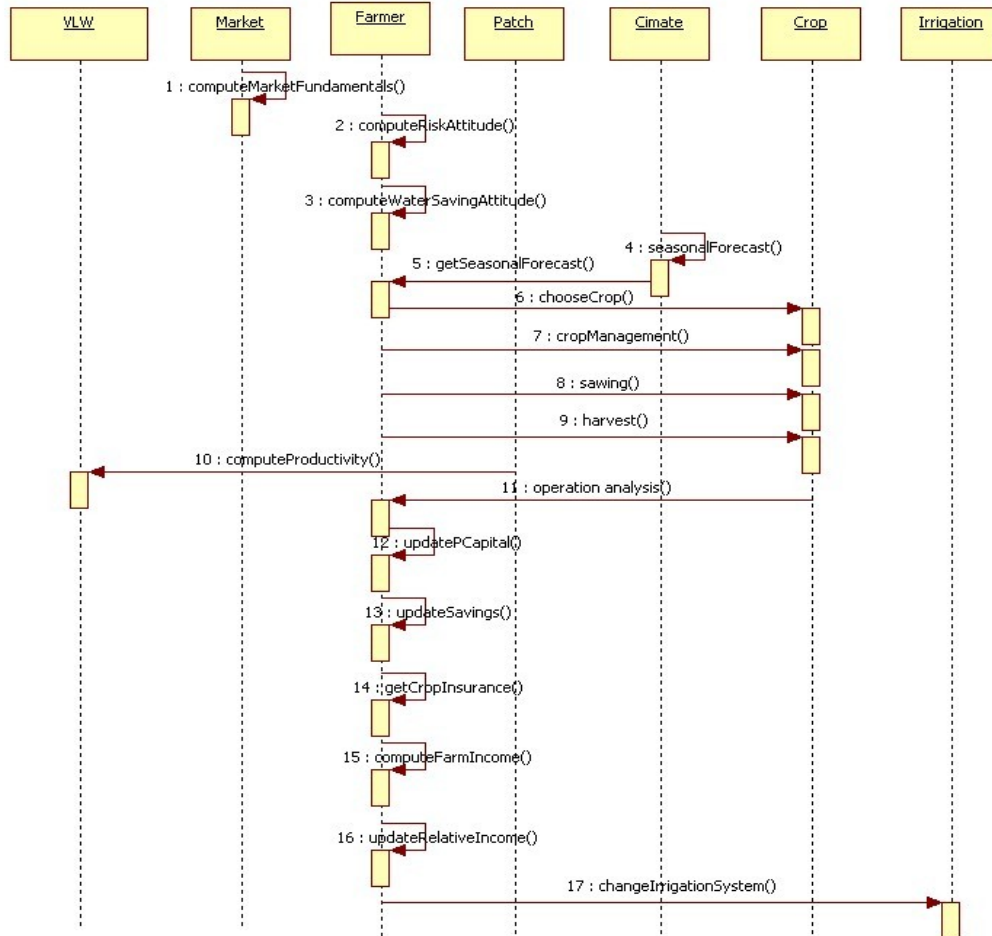 VLW
Market
Farmer
Patch
Cimate
Crop
Irrigation
1 : computeMarketFundamentals()
2 : computeRiskAttitude()
3 : computeWaterSavingAttitude()
4 : seasonalForecast()
5 : getSeasonalForecast()
6 : chooseCrop()
7 : cropManagement()
8 : sawing()
9 : harvest()
10 : computeProductivity()
11 : operation analysis()
12 : updatePCapital()
13 : updateSavings()
14 : getCropInsurance()
15 : computeFarmIncome()
16 : updateRelativeIncome()
17 : changeIrrigationSystem()